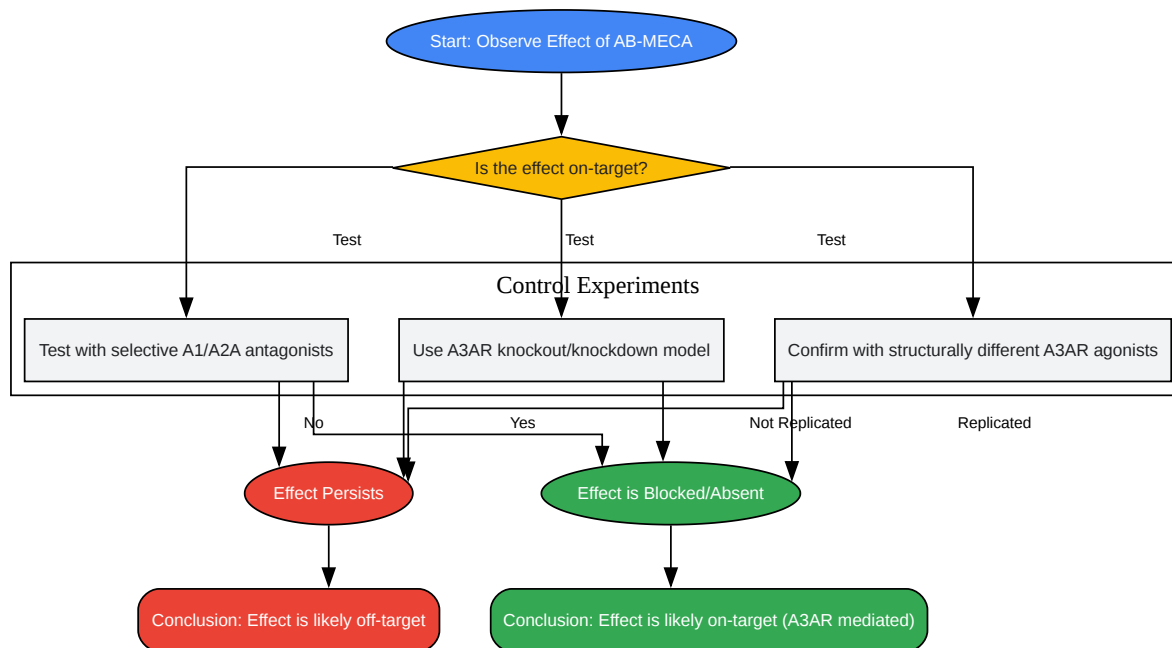 Start: Observe Effect of AB-MECA
Is the effect on-target?
Test
Test
Test
Control Experiments
Test with selective A1/A2A antagonists
Use A3AR knockout/knockdown model
Confirm with structurally different A3AR agonists
No
Yes
Not Replicated
Replicated
Effect Persists
Effect is Blocked/Absent
Conclusion: Effect is likely off-target
Conclusion: Effect is likely on-target (A3AR mediated)